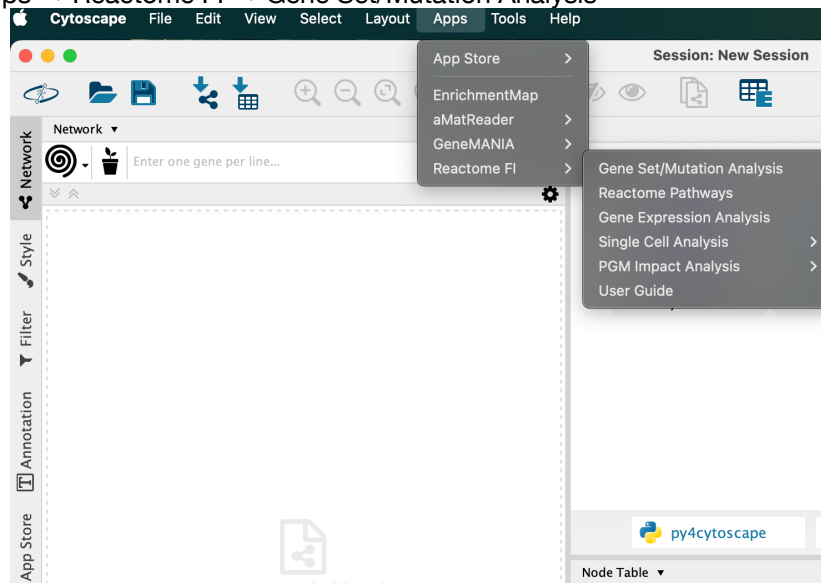 Reactome FI → Gene Set/Mutation Analysis
Cytoscape File Edit View Select Layout Apps Tools Help
Session: New Session
App Store
EnrichmentMap
aMatReader
GeneMANIA
Reactome FI
Gene Set/Mutation Analysis
Reactome Pathways
Gene Expression Analysis
Single Cell Analysis
PGM Impact Analysis
User Guide
Network
Enter one gene per line...
Network
Style
Filter
Annotation
App Store
py4cytoscape
Node Table